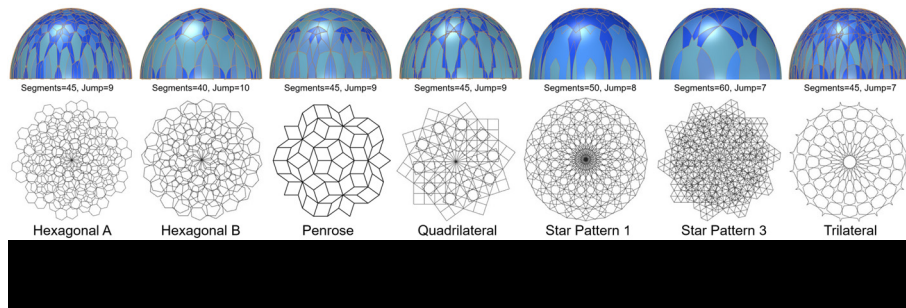 Segments=45, Jump=9
Segments=40, Jump=10
Segments=45, Jump=9
Segments=45, Jump=9
Segments=50, Jump=8
Segments=60, Jump=7
Segments=45, Jump=7
Hexagonal A
Hexagonal B
Penrose
Quadrilateral
Star Pattern 1
Star Pattern 3
Trilateral